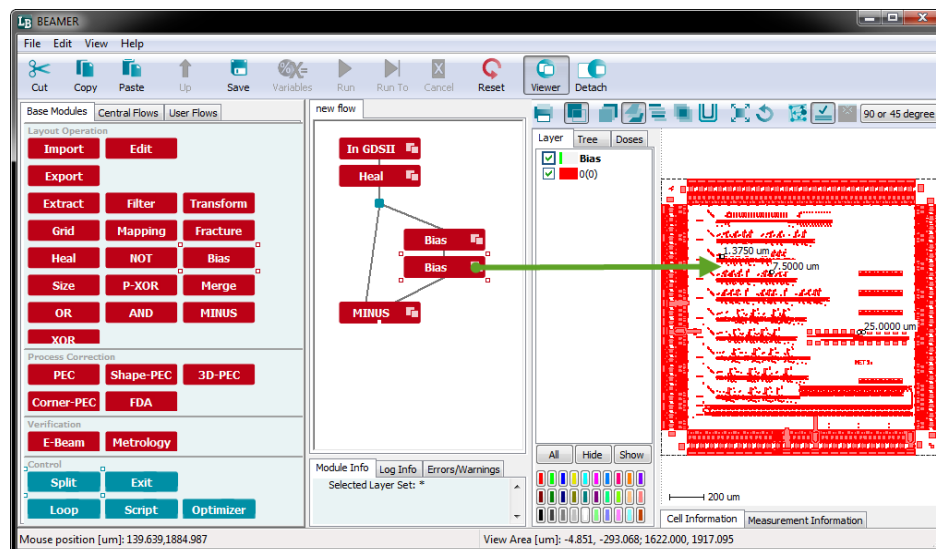 LB BEAMER
File Edit View Help
Cut Copy Paste Up Save Variables Run Run To Cancel Reset Viewer Detach
%X=
X
Base Modules Central Flows User Flows
new flow
90 or 45 degree
Layout Operation
Import Edit
Export
Extract Filter Transform
Grid Mapping Fracture
Heal NOT Bias
Size P-XOR Merge
OR AND MINUS
XOR
Process Correction
PEC Shape-PEC 3D-PEC
Corner-PEC FDA
Verification
E-Beam Metrology
Control
Split Exit
Loop Script Optimizer
In GDSII
Heal
Bias
Bias
MINUS
Module Info Log Info Errors/Warnings
Selected Layer Set: *
Layer Tree Doses
Bias
0(0)
All Hide Show
1.3750 um
7.5000 um
25.0000 um
200 um
Cell Information Measurement Information
Mouse position [um]: 139.639,1884.987
View Area [um]: -4.851, -293.068; 1622.000, 1917.095